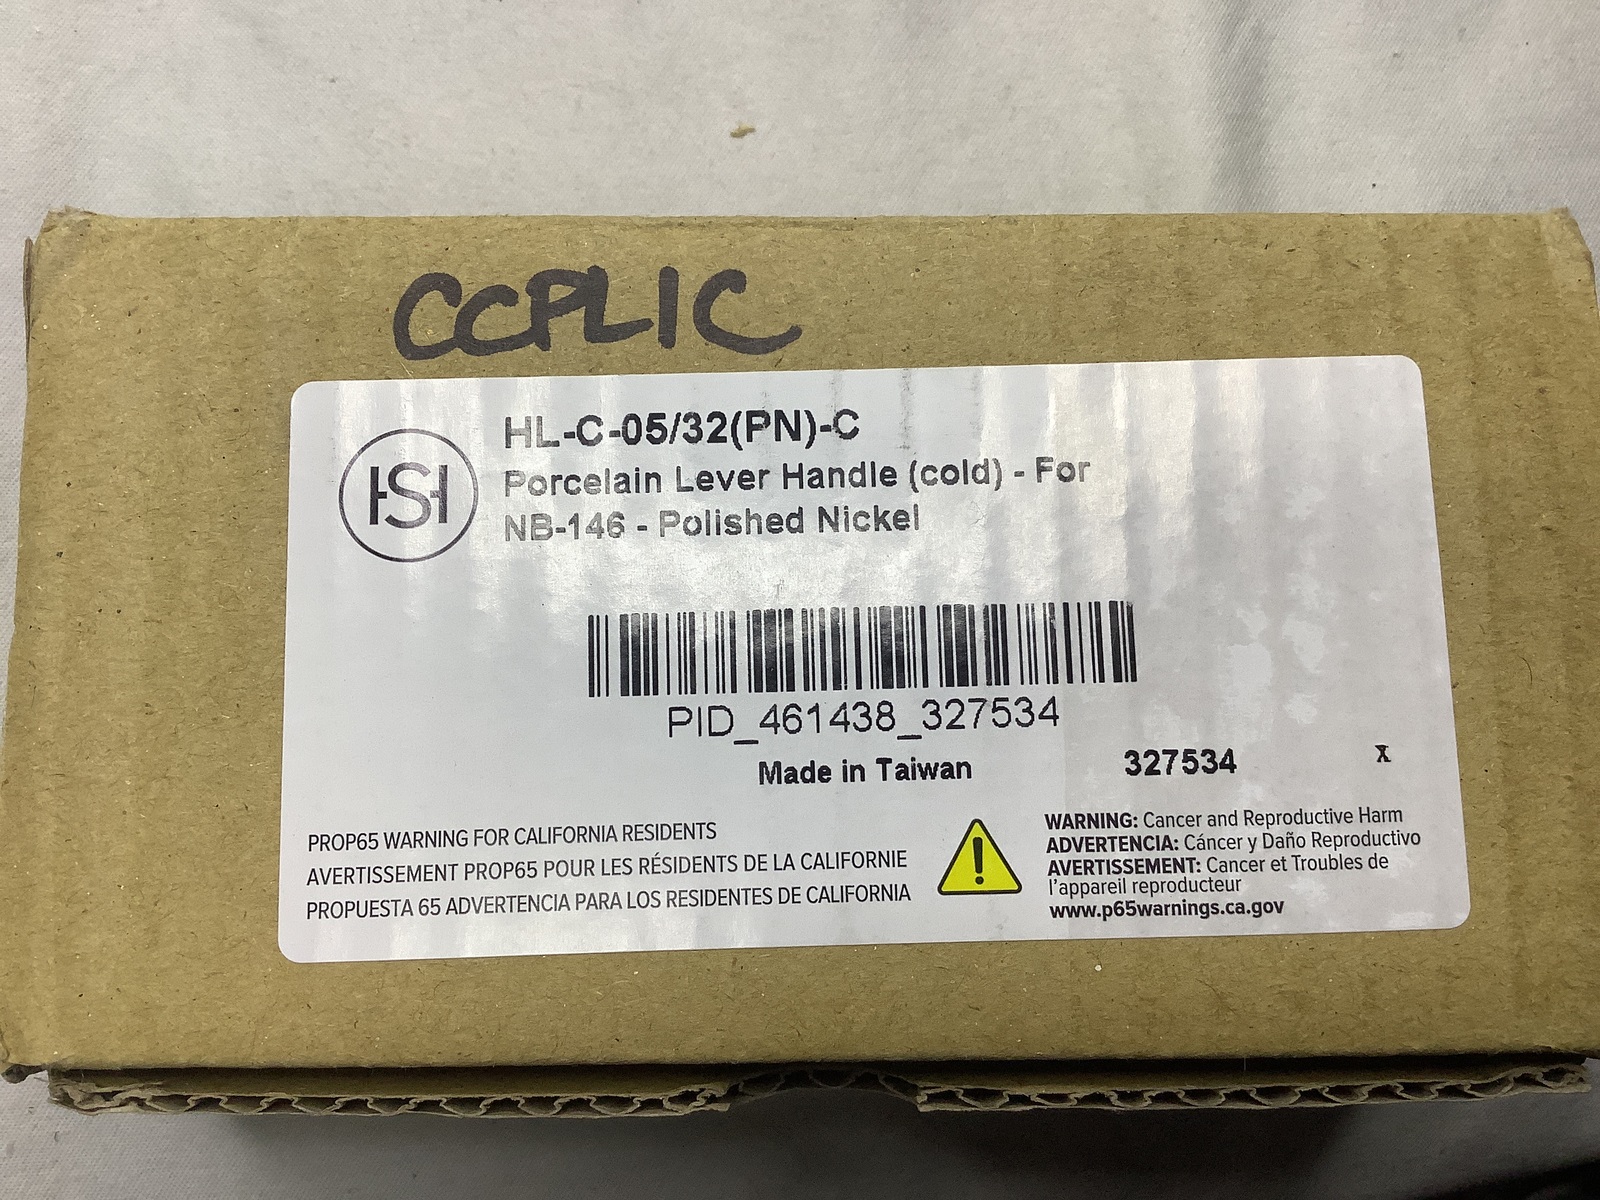 CCPLIC
HSH
HL-C-05/32(PN)-C
Porcelain Lever Handle (cold) - For
NB-146 - Polished Nickel
PID_461438_327534
Made in Taiwan
327534
X
PROP65 WARNING FOR CALIFORNIA RESIDENTS
AVERTISSEMENT PROP65 POUR LES RÉSIDENTS DE LA CALIFORNIE
PROPUESTA 65 ADVERTENCIA PARA LOS RESIDENTES DE CALIFORNIA
WARNING: Cancer and Reproductive Harm
ADVERTENCIA: Cáncer y Daño Reproductivo
AVERTISSEMENT: Cancer et Troubles de
l'appareil reproducteur
www.p65warnings.ca.gov